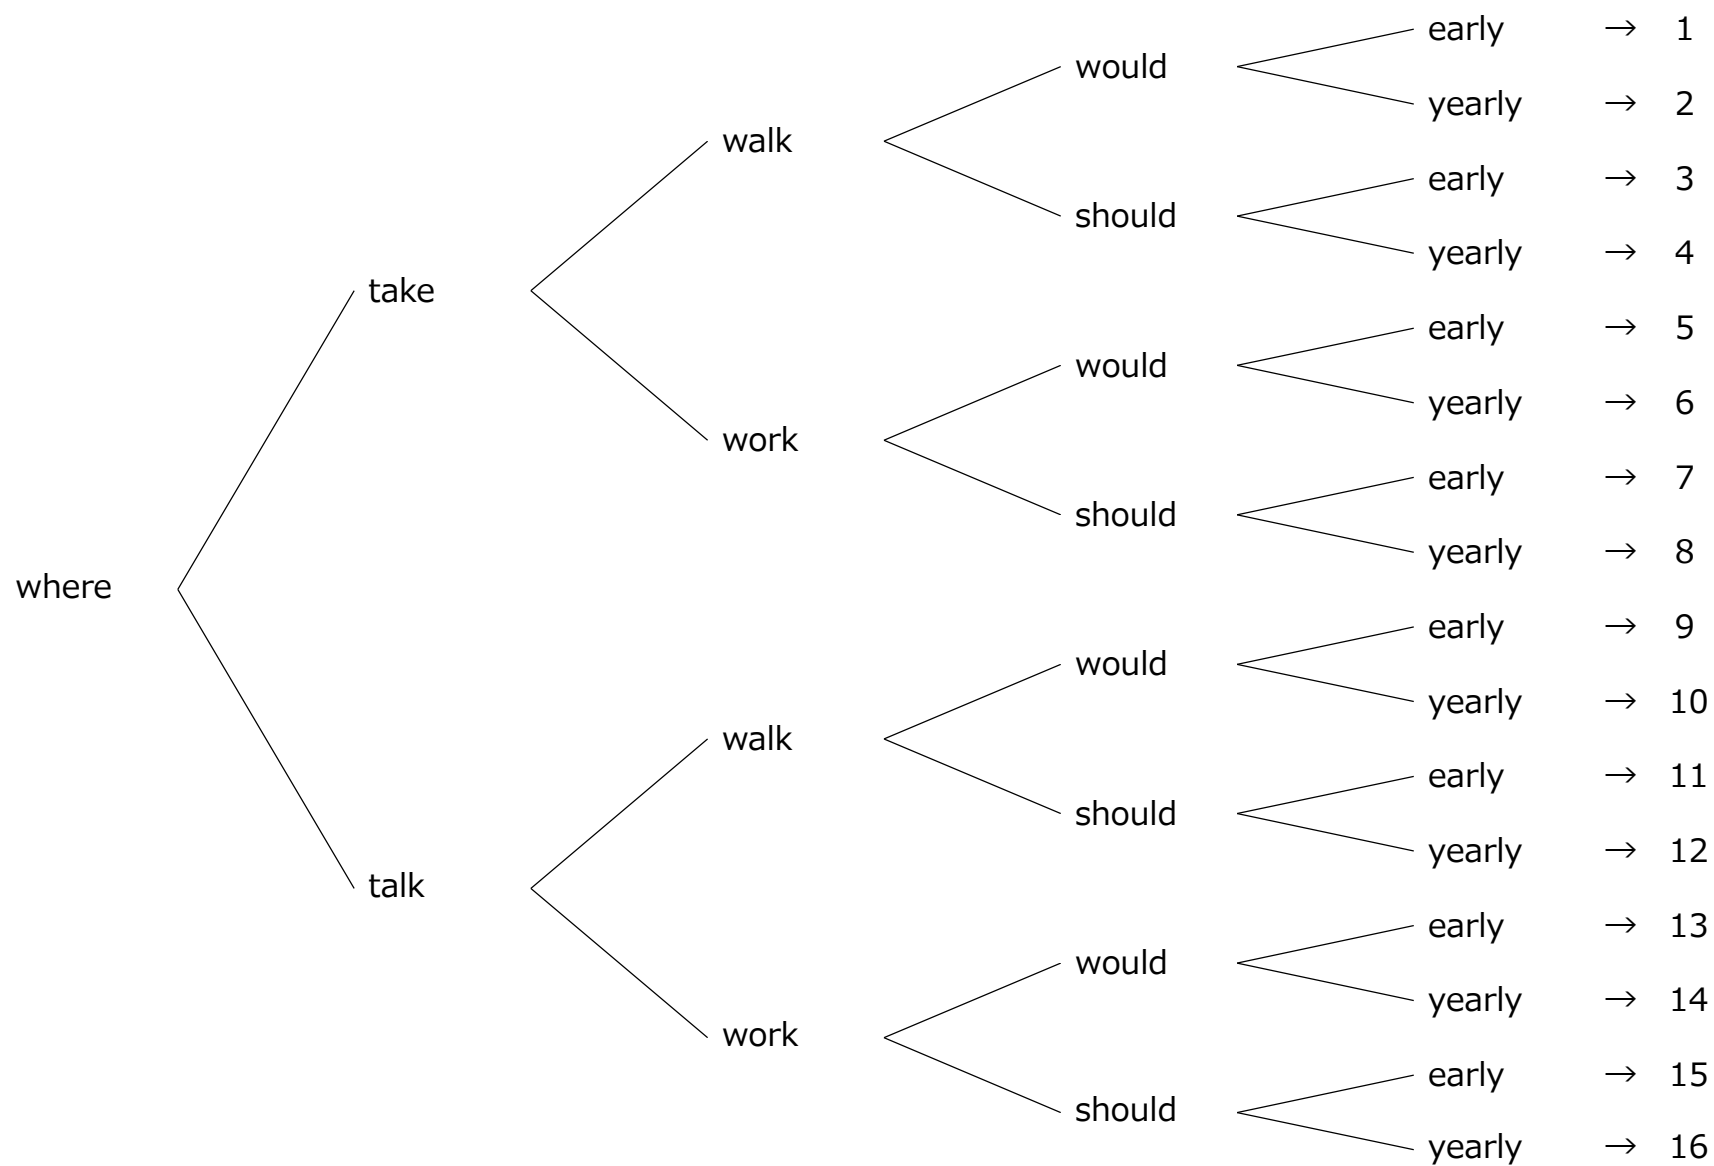 early → 1
would
yearly → 2
walk
early → 3
should
yearly → 4
take
early → 5
would
yearly → 6
work
early → 7
should
yearly → 8
where
early → 9
would
yearly → 10
walk
early → 11
should
yearly → 12
talk
early → 13
would
yearly → 14
work
early → 15
should
yearly → 16